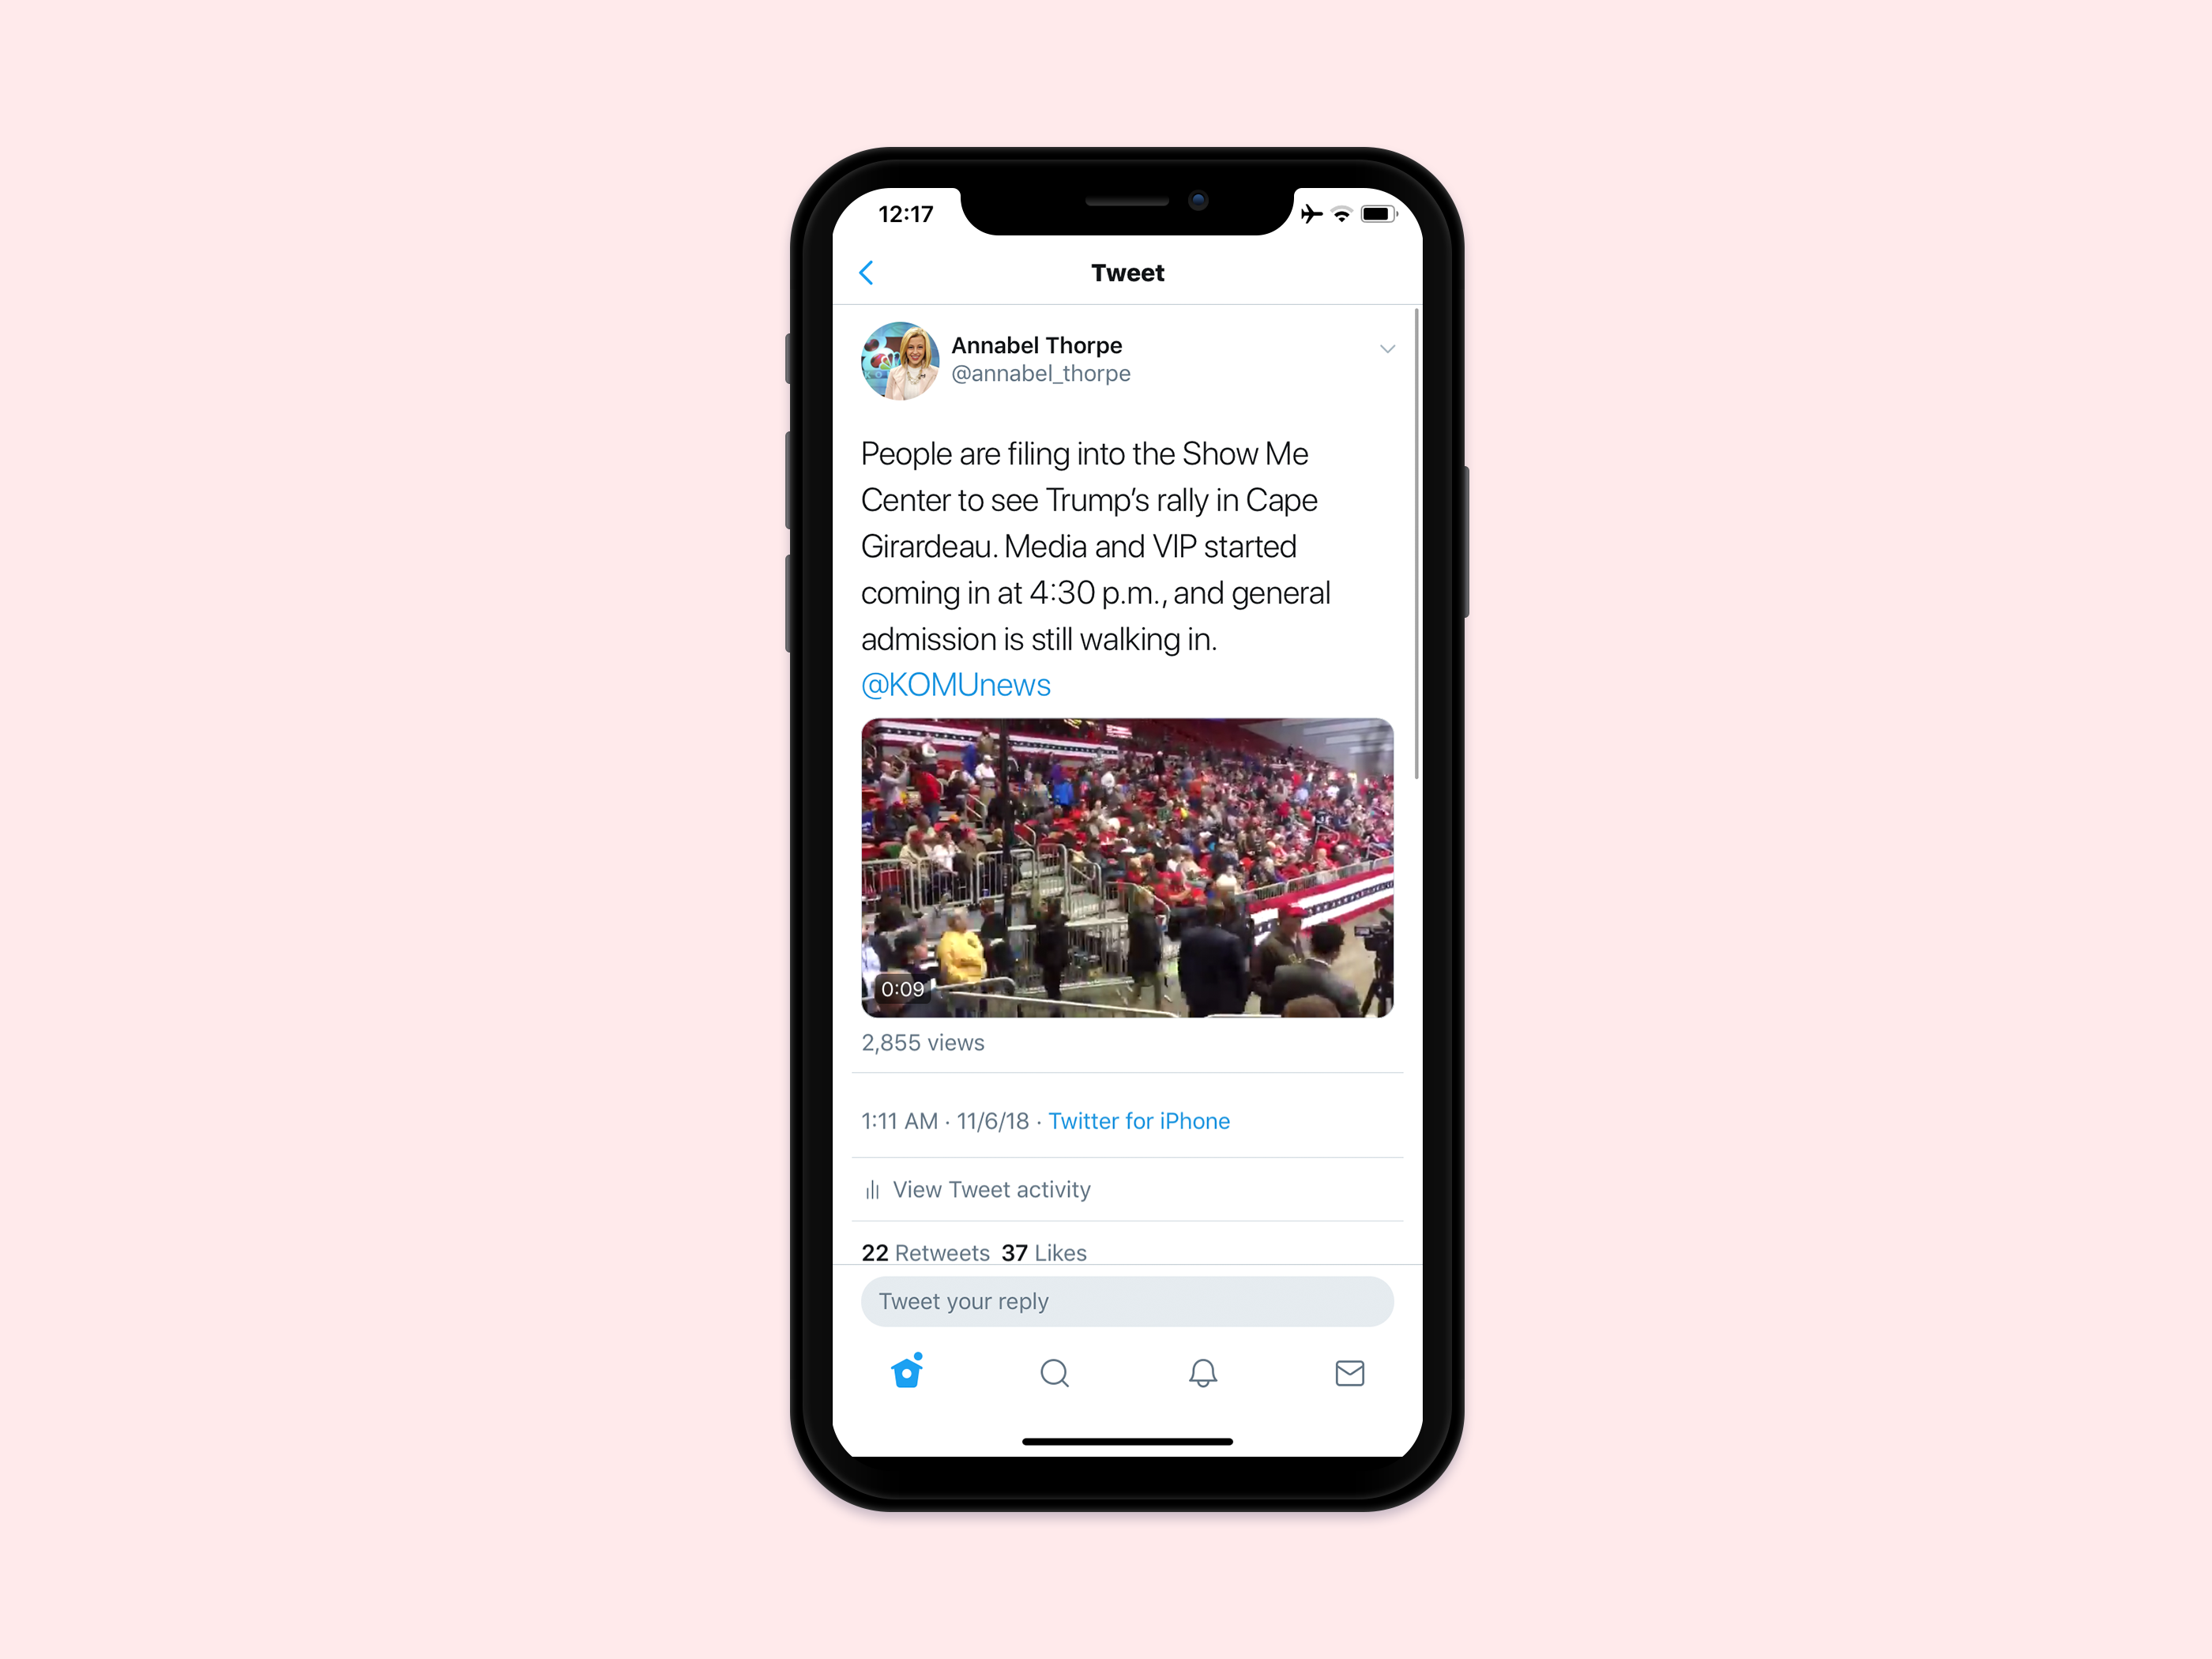 12:17
Tweet
Annabel Thorpe
@annabel_thorpe
People are filing into the Show Me
Center to see Trump’s rally in Cape
Girardeau. Media and VIP started
coming in at 4:30 p.m., and general
admission is still walking in.
@KOMUnews
0:09
2,855 views
1:11 AM · 11/6/18 · Twitter for iPhone
View Tweet activity
22 Retweets 37 Likes
Tweet your reply